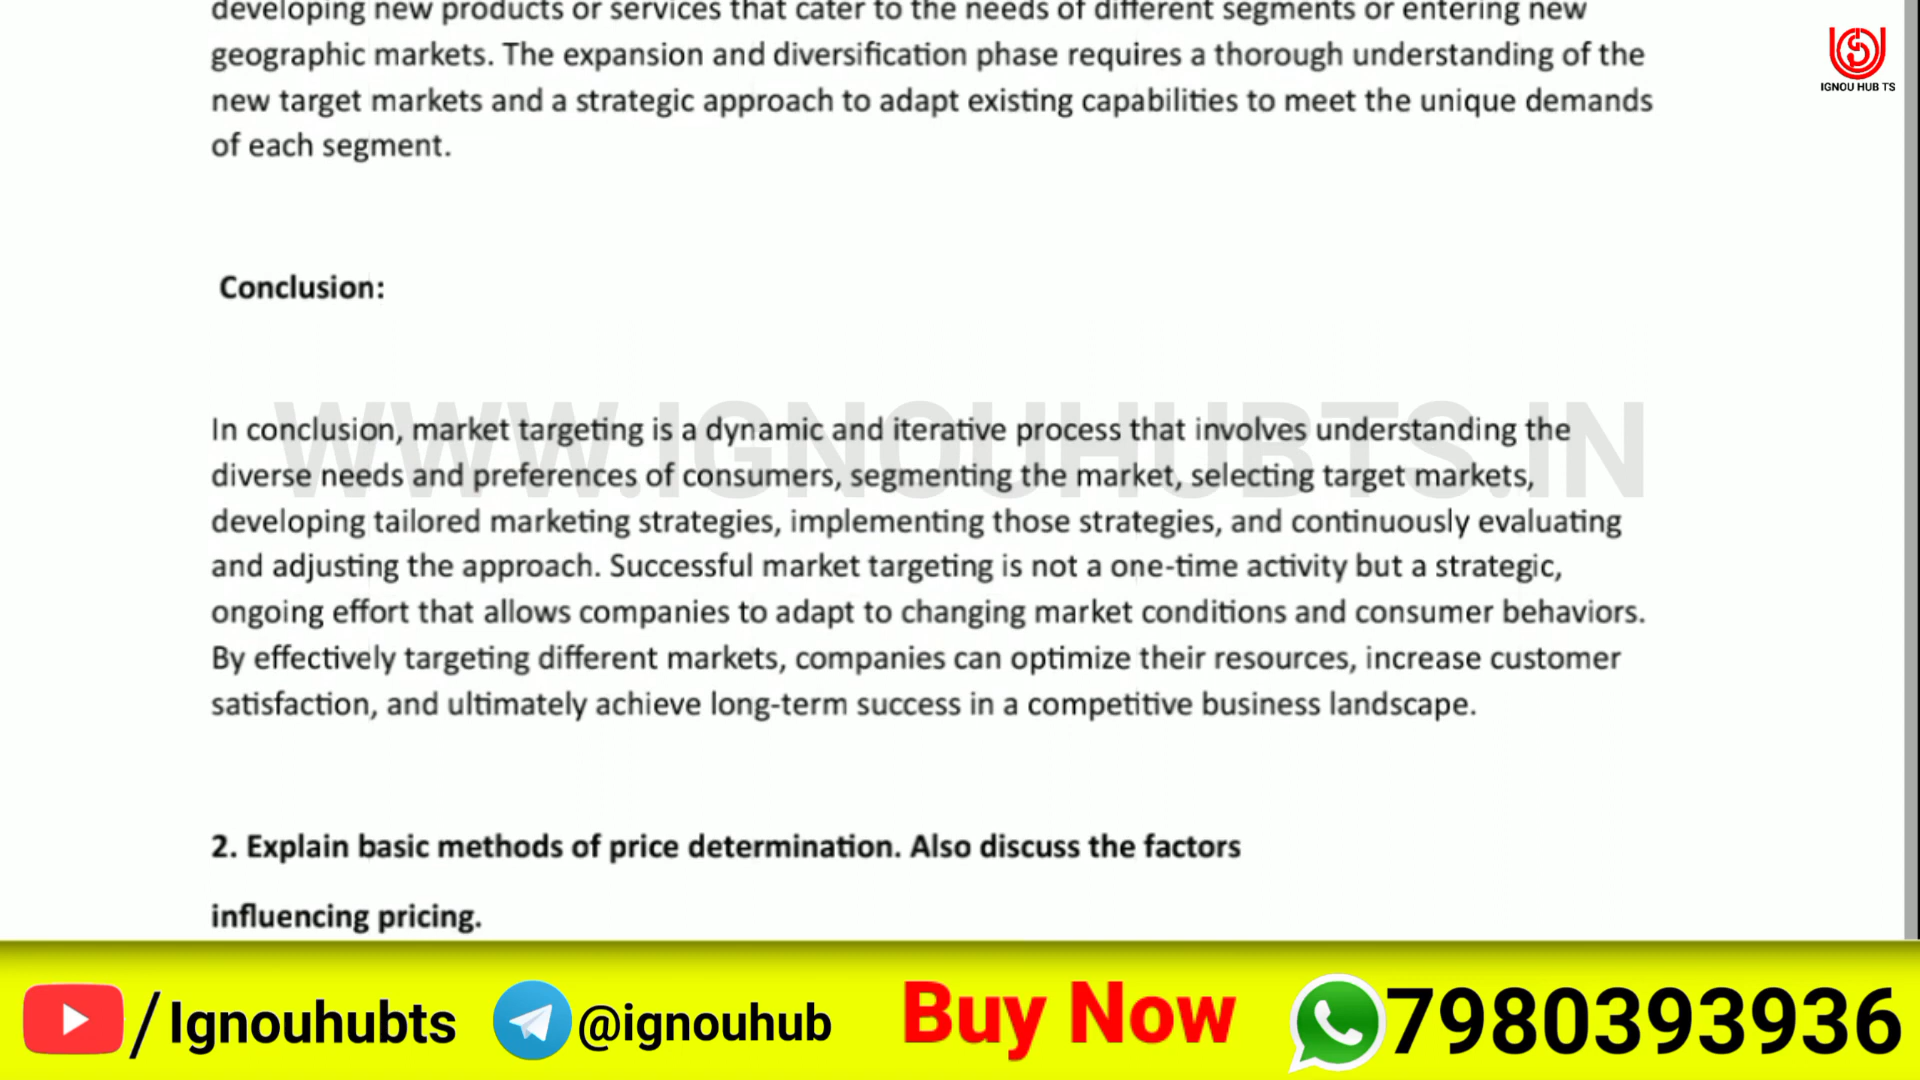 developing new products or services that cater to the needs of different segments or entering new
geographic markets. The expansion and diversification phase requires a thorough understanding of the
new target markets and a strategic approach to adapt existing capabilities to meet the unique demands
of each segment.
IGNOU HUB TS
Conclusion:
WWW.IGNOUHUBTS.IN
In conclusion, market targeting is a dynamic and iterative process that involves understanding the
diverse needs and preferences of consumers, segmenting the market, selecting target markets,
developing tailored marketing strategies, implementing those strategies, and continuously evaluating
and adjusting the approach. Successful market targeting is not a one-time activity but a strategic,
ongoing effort that allows companies to adapt to changing market conditions and consumer behaviors.
By effectively targeting different markets, companies can optimize their resources, increase customer
satisfaction, and ultimately achieve long-term success in a competitive business landscape.
2. Explain basic methods of price determination. Also discuss the factors
influencing pricing.
/Ignouhubts @ignouhub Buy Now 7980393936